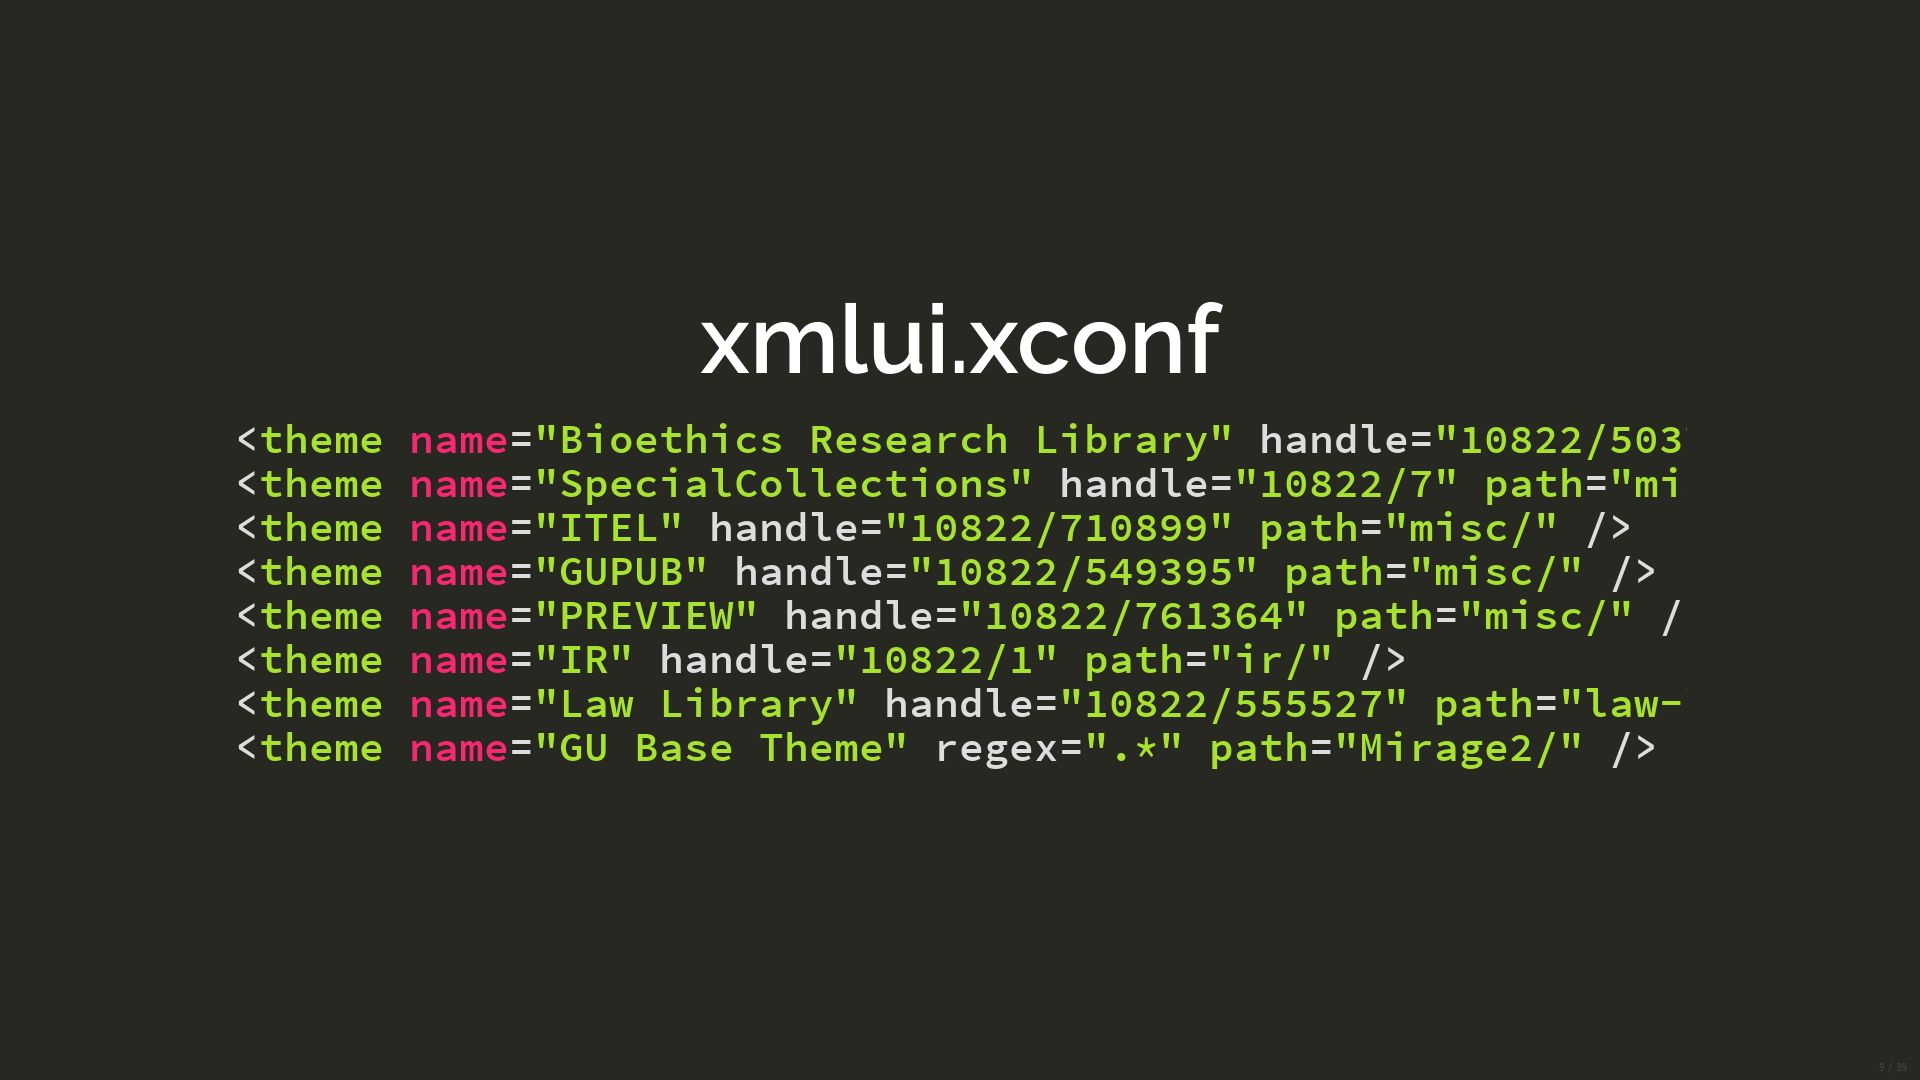 xmlui.xconf
<theme name="Bioethics Research Library" handle="10822/503
<theme name="SpecialCollections" handle="10822/7" path="mi
<theme name="ITEL" handle="10822/710899" path="misc/" />
<theme name="GUPUB" handle="10822/549395" path="misc/" />
<theme name="PREVIEW" handle="10822/761364" path="misc/" /
<theme name="IR" handle="10822/1" path="ir/" />
<theme name="Law Library" handle="10822/555527" path="law-
<theme name="GU Base Theme" regex=".*" path="Mirage2/" />
9 / 39